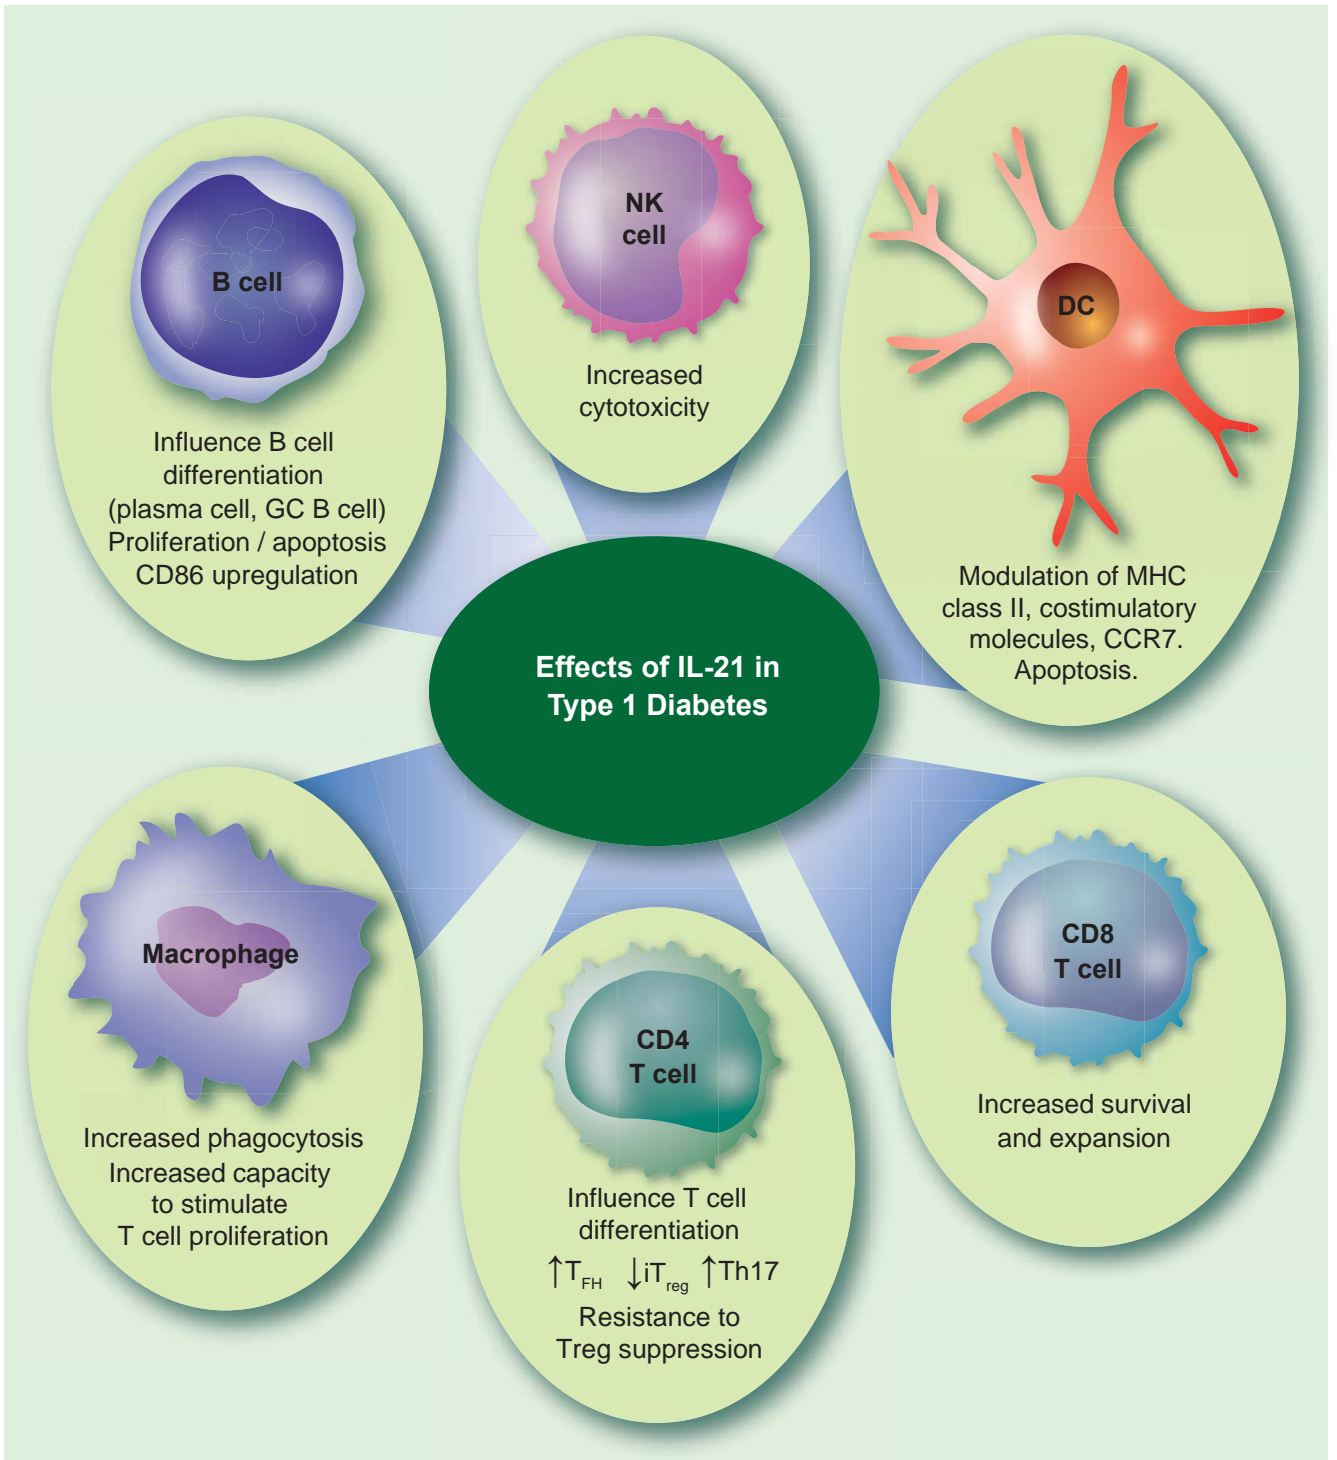 B cell
Influence B cell
differentiation
(plasma cell, GC B cell)
Proliferation / apoptosis
CD86 upregulation
NK
cell
Increased
cytotoxicity
DC
Modulation of MHC
class II, costimulatory
molecules, CCR7.
Apoptosis.
Effects of IL-21 in
Type 1 Diabetes
Macrophage
Increased phagocytosis
Increased capacity
to stimulate
T cell proliferation
CD4
T cell
Influence T cell
differentiation
↑TFH ↓iTreg ↑Th17
Resistance to
Treg suppression
CD8
T cell
Increased survival
and expansion